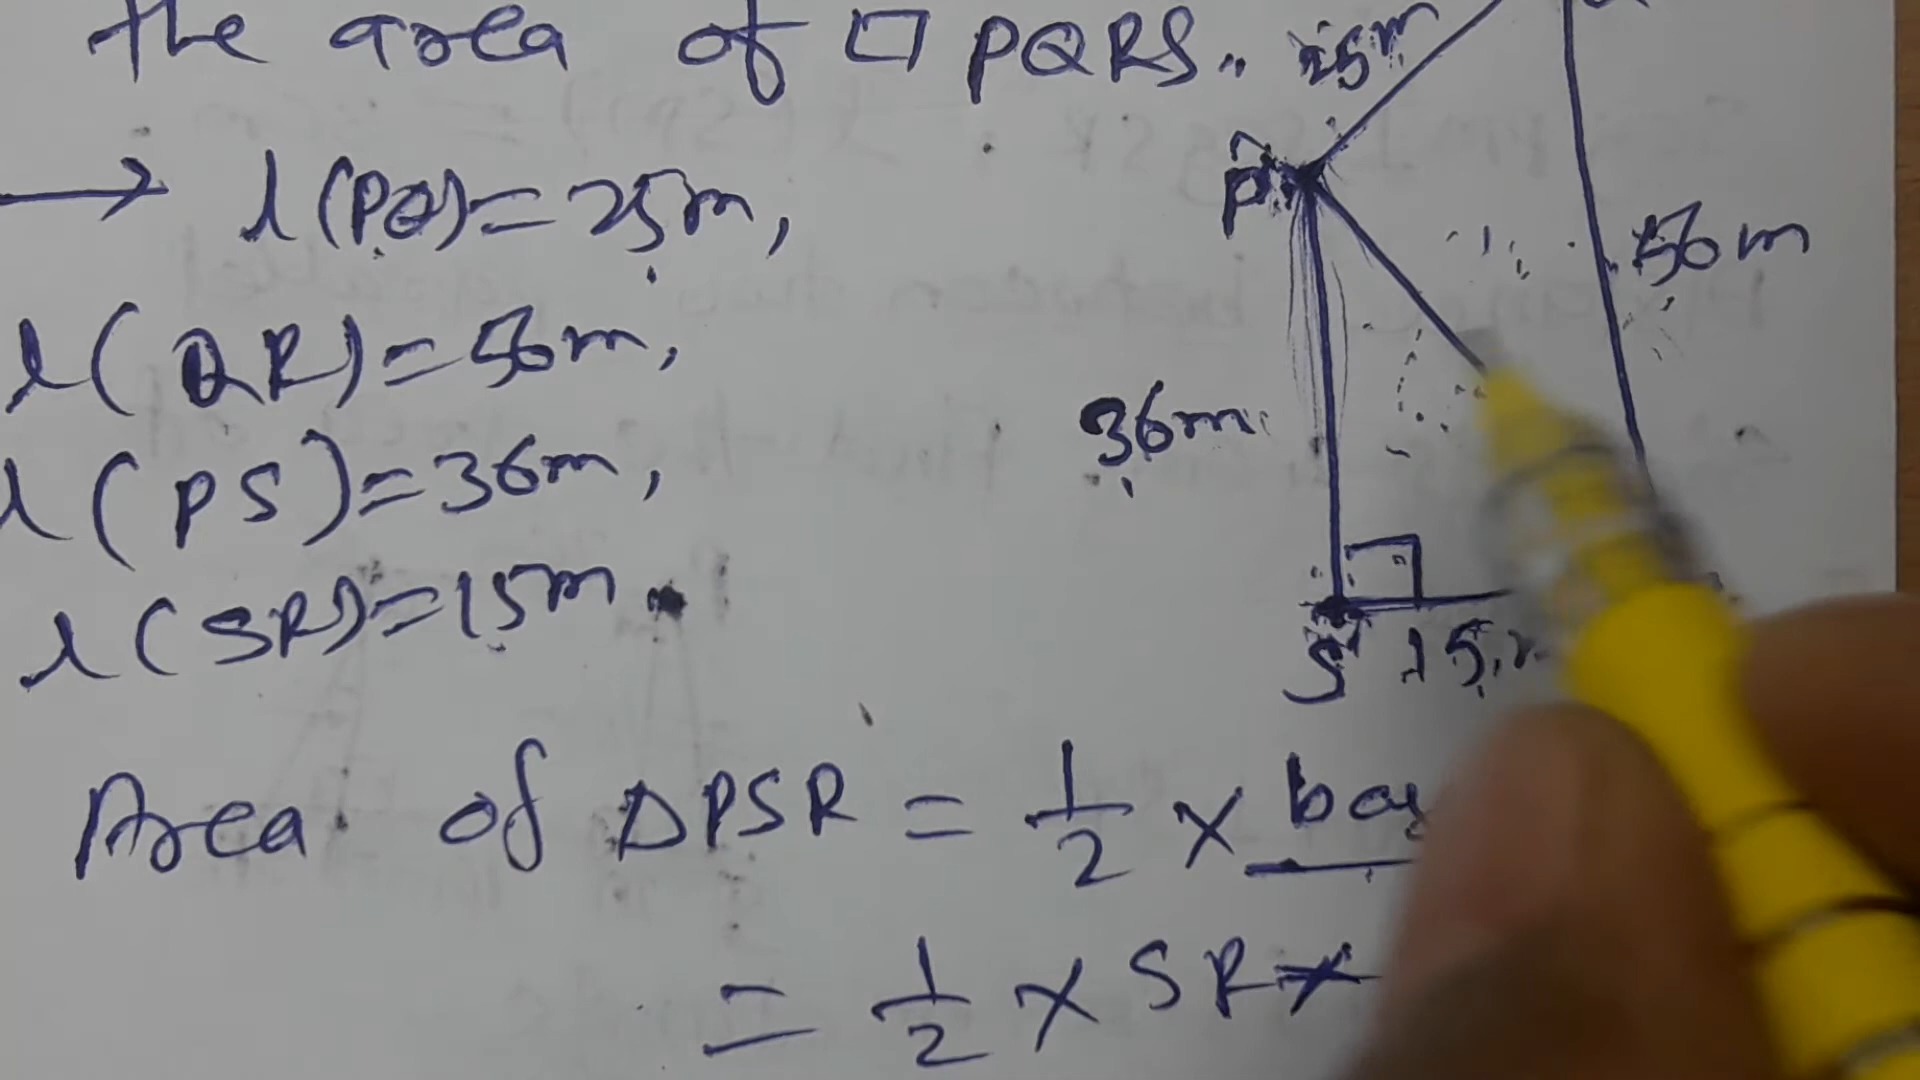 the area of □ PQRS.
25m
→ l(PQ)=25m,
P
56m
l(QR)=56m,
36m
l(PS)=36m,
l(SR)=15m.
S 15
Area of ΔPSR = 1/2 ×
= 1/2 × SR ×